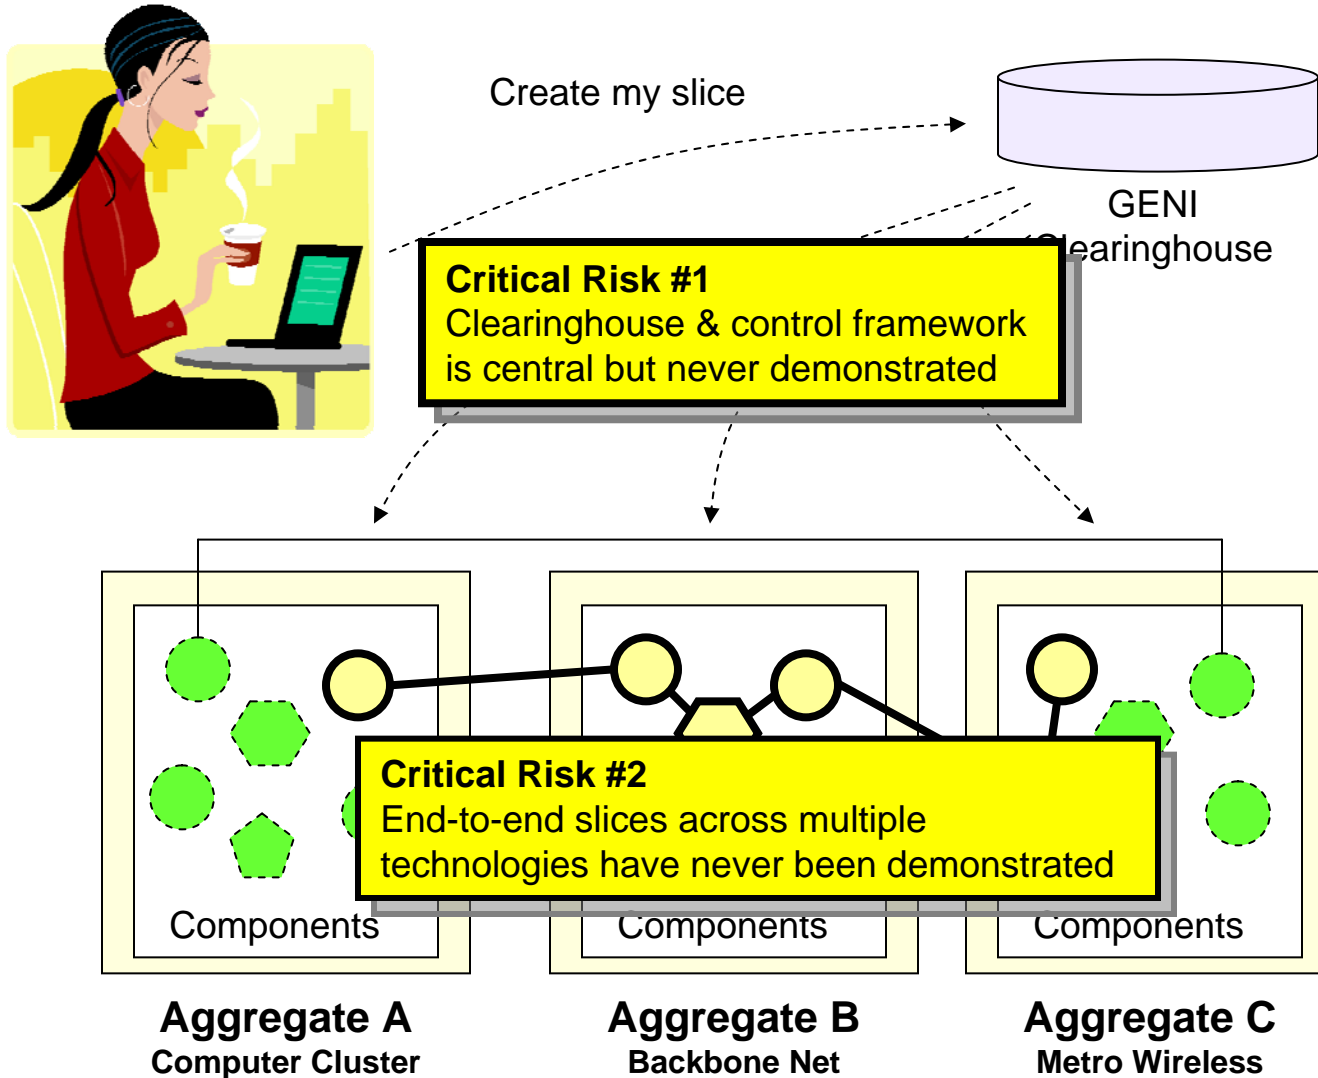 Create my slice
GENI
Clearinghouse
Critical Risk #1
Clearinghouse & control framework
is central but never demonstrated
Critical Risk #2
End-to-end slices across multiple
technologies have never been demonstrated
Components
Components
Components
Aggregate A
Computer Cluster
Aggregate B
Backbone Net
Aggregate C
Metro Wireless